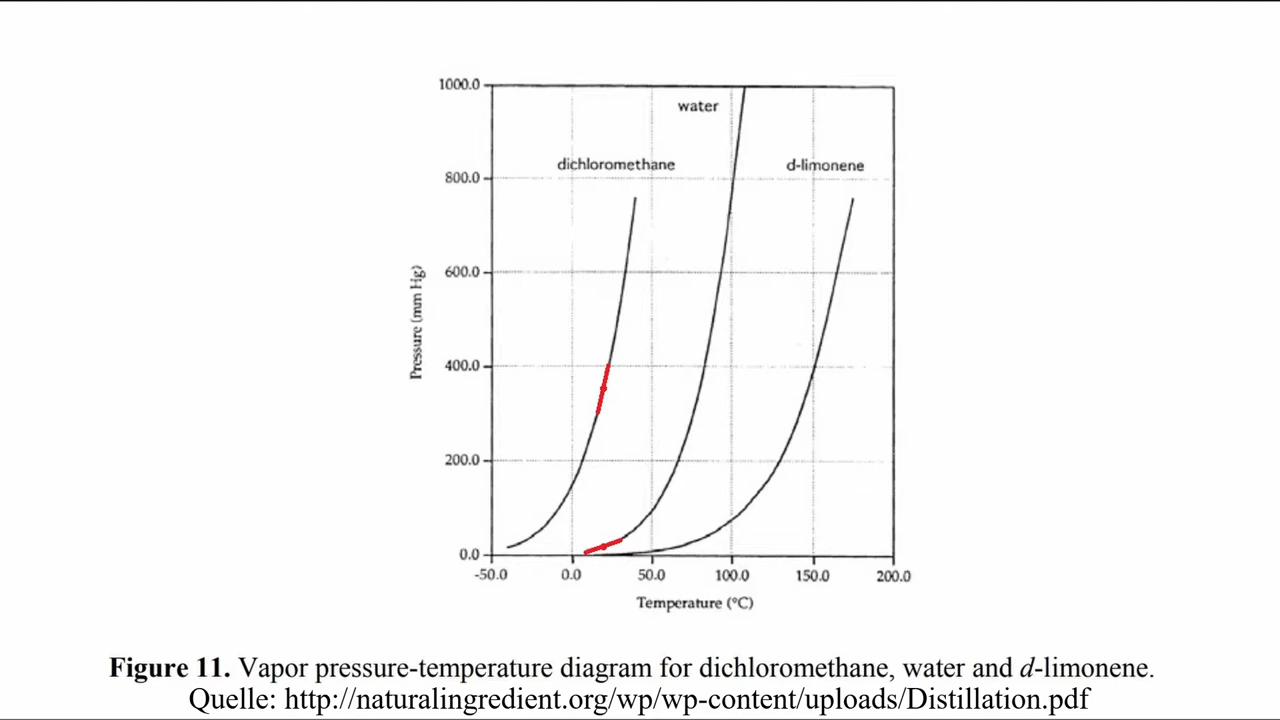 1000.0
water
dichloromethane
d-limonene
800.0
600.0
Pressure (mm Hg)
400.0
200.0
0.0
-50.0 0.0 50.0 100.0 150.0 200.0
Temperature (°C)
Figure 11. Vapor pressure-temperature diagram for dichloromethane, water and d-limonene.
Quelle: http://naturalingredient.org/wp/wp-content/uploads/Distillation.pdf